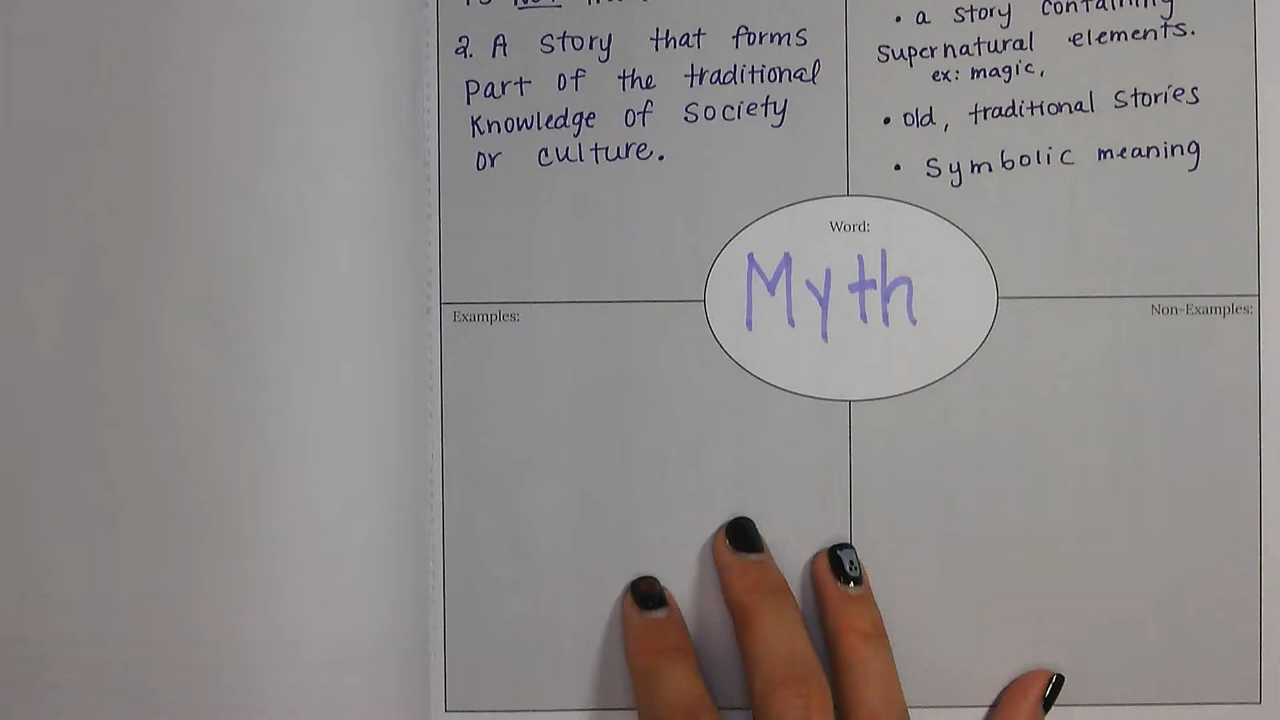 2. A story that forms
part of the traditional
knowledge of society
or culture.
• a story containing
supernatural elements.
ex: magic,
• old, traditional stories
• Symbolic meaning
Word:
Myth
Examples:
Non-Examples: